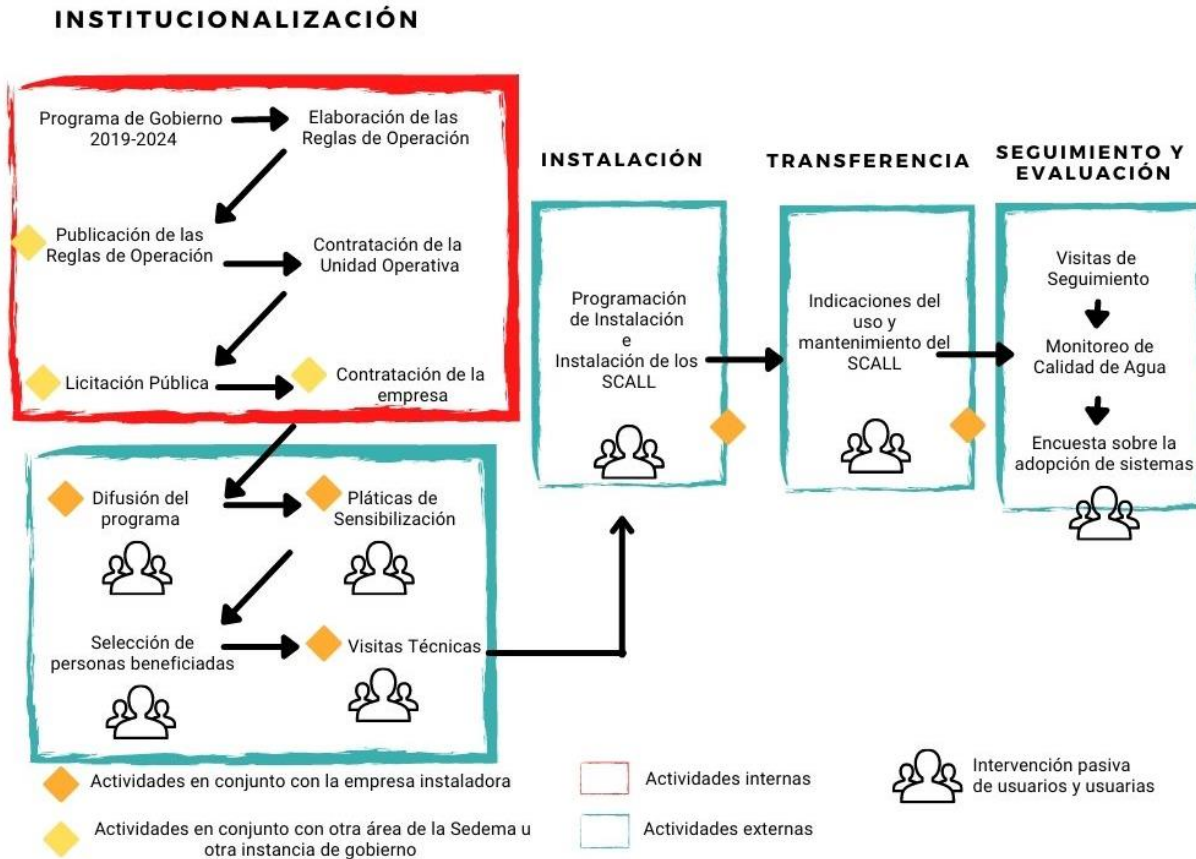 INSTITUCIONALIZACIÓN
Programa de Gobierno
2019-2024
Elaboración de las
Reglas de Operación
Publicación de las
Reglas de Operación
Contratación de la
Unidad Operativa
Licitación Pública
Contratación de la
empresa
Difusión del
programa
Pláticas de
Sensibilización
Selección de
personas beneficiadas
Visitas Técnicas
INSTALACIÓN
Programación
de Instalación
e
Instalación de los
SCALL
TRANSFERENCIA
Indicaciones del
uso y
mantenimiento del
SCALL
SEGUIMIENTO Y
EVALUACIÓN
Visitas de
Seguimiento
Monitoreo de
Calidad de Agua
Encuesta sobre la
adopción de sistemas
Actividades en conjunto con la empresa instaladora
Actividades en conjunto con otra área de la Sedema u
otra instancia de gobierno
Actividades internas
Actividades externas
Intervención pasiva
de usuarios y usuarias